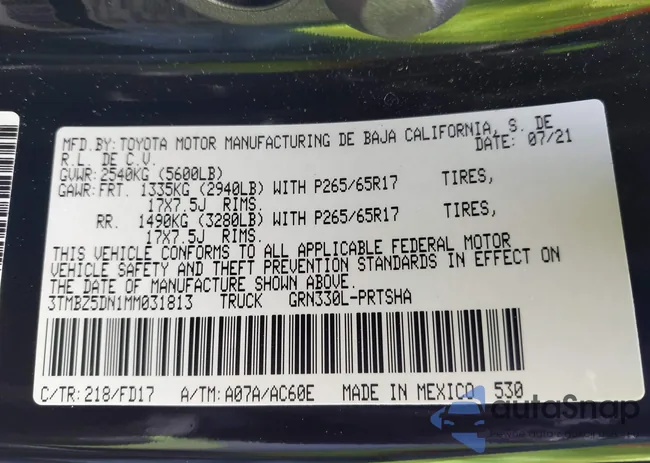 MFD.BY: TOYOTA MOTOR MANUFACTURING DE BAJA CALIFORNIA, S. DE
R.L. DE C.V. DATE: 07/21
GVWR: 2540KG (5600LB)
GAWR: FRT. 1335KG (2940LB) WITH P265/65R17 TIRES,
17X7.5J RIMS.
RR. 1490KG (3280LB) WITH P265/65R17 TIRES,
17X7.5J RIMS.
THIS VEHICLE CONFORMS TO ALL APPLICABLE FEDERAL MOTOR
VEHICLE SAFETY AND THEFT PREVENTION STANDARDS IN EFFECT ON
THE DATE OF MANUFACTURE SHOWN ABOVE.
3TMBZ5DN1MM031813 TRUCK GRN330L-PRTSHA
C/TR: 218/FD17 A/TM: A07A/AC60E MADE IN MEXICO 530
autoSnap